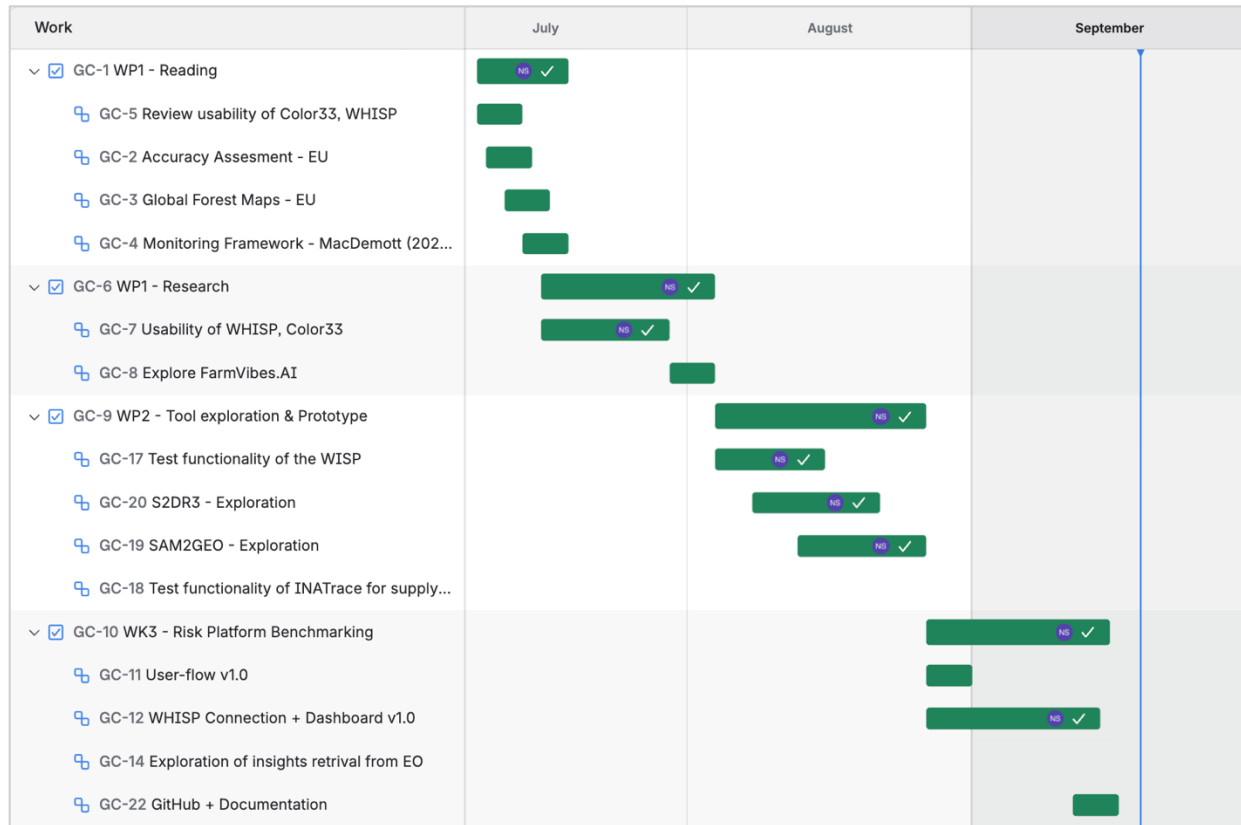 Work July August September
GC-1 WP1 - Reading NS
GC-5 Review usability of Color33, WHISP
GC-2 Accuracy Assesment - EU
GC-3 Global Forest Maps - EU
GC-4 Monitoring Framework - MacDemott (202...
GC-6 WP1 - Research NS
GC-7 Usability of WHISP, Color33 NS
GC-8 Explore FarmVibes.AI
GC-9 WP2 - Tool exploration & Prototype NS
GC-17 Test functionality of the WISP NS
GC-20 S2DR3 - Exploration NS
GC-19 SAM2GEO - Exploration NS
GC-18 Test functionality of INATrace for supply...
GC-10 WK3 - Risk Platform Benchmarking NS
GC-11 User-flow v1.0
GC-12 WHISP Connection + Dashboard v1.0 NS
GC-14 Exploration of insights retrival from EO
GC-22 GitHub + Documentation